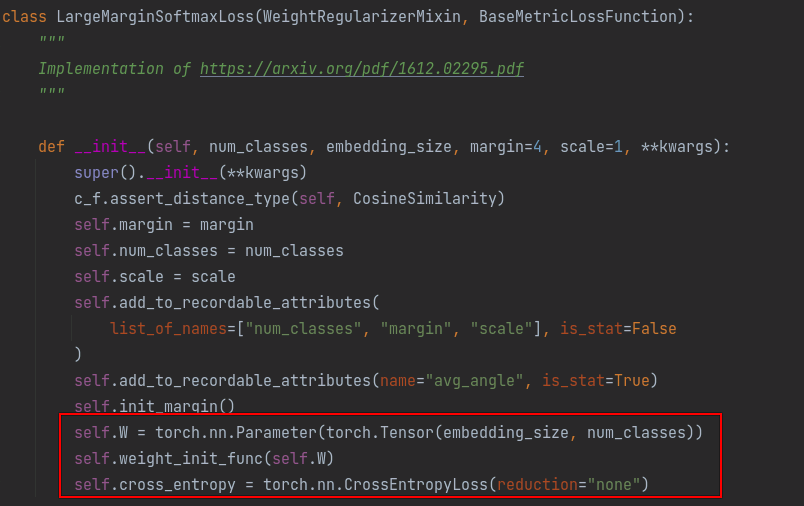 class LargeMarginSoftmaxLoss(WeightRegularizerMixin, BaseMetricLossFunction):
    """
    Implementation of https://arxiv.org/pdf/1612.02295.pdf
    """
    def __init__(self, num_classes, embedding_size, margin=4, scale=1, **kwargs):
        super().__init__(**kwargs)
        c_f.assert_distance_type(self, CosineSimilarity)
        self.margin = margin
        self.num_classes = num_classes
        self.scale = scale
        self.add_to_recordable_attributes(
            list_of_names=["num_classes", "margin", "scale"], is_stat=False
        )
        self.add_to_recordable_attributes(name="avg_angle", is_stat=True)
        self.init_margin()
        self.W = torch.nn.Parameter(torch.Tensor(embedding_size, num_classes))
        self.weight_init_func(self.W)
        self.cross_entropy = torch.nn.CrossEntropyLoss(reduction="none")